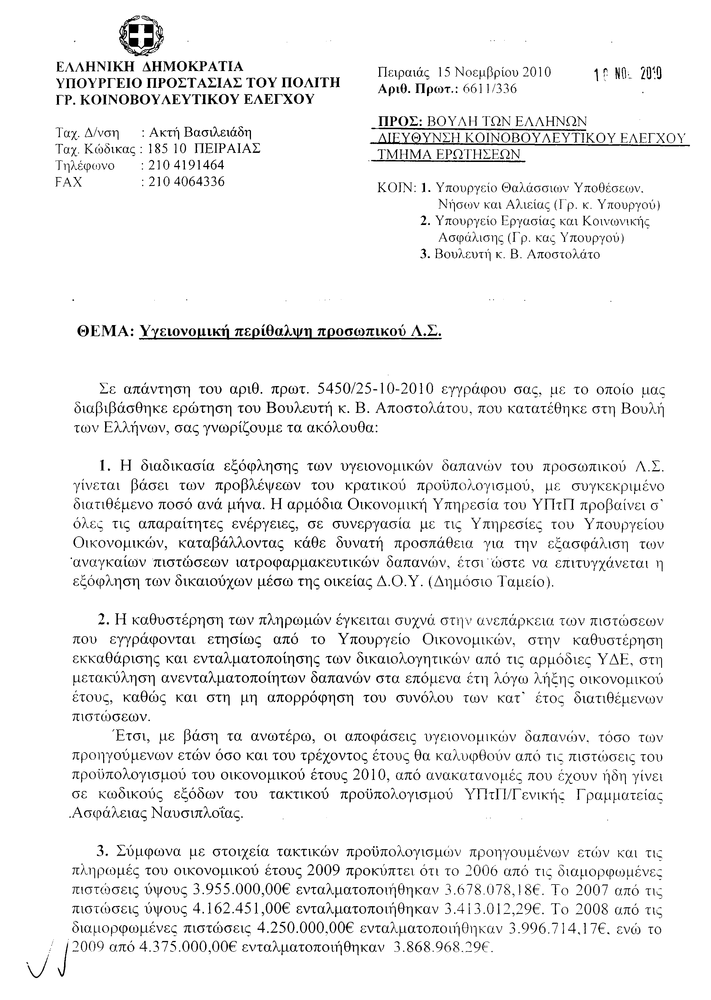 ΕΛΛΗΝΙΚΗ ΔΗΜΟΚΡΑΤΙΑ
ΥΠΟΥΡΓΕΙΟ ΠΡΟΣΤΑΣΙΑΣ ΤΟΥ ΠΟΛΙΤΗ
ΓΡ. ΚΟΙΝΟΒΟΥΛΕΥΤΙΚΟΥ ΕΛΕΓΧΟΥ
Ταχ. Δ/νση : Ακτή Βασιλειάδη
Ταχ. Κώδικας : 185 10 ΠΕΙΡΑΙΑΣ
Τηλέφωνο : 210 4191464
FAX : 210 4064336
Πειραιάς 15 Νοεμβρίου 2010
2010
Αριθ. Πρωτ.: 6611/336
ΠΡΟΣ: ΒΟΥΛΗ ΤΩΝ ΕΛΛΗΝΩΝ
ΔΙΕΥΘΥΝΣΗ ΚΟΙΝΟΒΟΥΛΕΥΤΙΚΟΥ ΕΛΕΓΧΟΥ
ΤΜΗΜΑ ΕΡΩΤΗΣΕΩΝ
ΚΟΙΝ: 1. Υπουργείο Θαλάσσιων Υποθέσεων.
Νήσων και Αλιείας (Γρ. κ. Υπουργού)
2. Υπουργείο Εργασίας και Κοινωνικής
Ασφάλισης (Γρ. κας Υπουργού)
3. Βουλευτή κ. Β. Αποστολάτο
ΘΕΜΑ: Υγειονομική περίθαλψη προσωπικού Λ.Σ.
Σε απάντηση του αριθ. πρωτ. 5450/25-10-2010 εγγράφου σας, με το οποίο μας
διαβιβάσθηκε ερώτηση του Βουλευτή κ. Β. Αποστολάτου, που κατατέθηκε στη Βουλή
των Ελλήνων, σας γνωρίζουμε τα ακόλουθα:
1. Η διαδικασία εξόφλησης των υγειονομικών δαπανών του προσωπικού Λ.Σ.
γίνεται βάσει των προβλέψεων του κρατικού προϋπολογισμού, με συγκεκριμένο
διατιθέμενο ποσό ανά μήνα. Η αρμόδια Οικονομική Υπηρεσία του ΥΠτΠ προβαίνει σ'
όλες τις απαραίτητες ενέργειες, σε συνεργασία με τις Υπηρεσίες του Υπουργείου
Οικονομικών, καταβάλλοντας κάθε δυνατή προσπάθεια για την εξασφάλιση των
αναγκαίων πιστώσεων ιατροφαρμακευτικών δαπανών, έτσι ώστε να επιτυγχάνεται η
εξόφληση των δικαιούχων μέσω της οικείας Δ.Ο.Υ. (Δημόσιο Ταμείο).
2. Η καθυστέρηση των πληρωμών έγκειται συχνά στην ανεπάρκεια των πιστώσεων
που εγγράφονται ετησίως από το Υπουργείο Οικονομικών, στην καθυστέρηση
εκκαθάρισης και ενταλματοποίησης των δικαιολογητικών από τις αρμόδιες ΥΔΕ, στη
μετακύληση ανενταλματοποίητων δαπανών στα επόμενα έτη λόγω λήξης οικονομικού
έτους, καθώς και στη μη απορρόφηση του συνόλου των κατ' έτος διατιθέμενων
πιστώσεων.
Έτσι, με βάση τα ανωτέρω, οι αποφάσεις υγειονομικών δαπανών, τόσο των
προηγούμενων ετών όσο και του τρέχοντος έτους θα καλυφθούν από τις πιστώσεις του
προϋπολογισμού του οικονομικού έτους 2010, από ανακατανομές που έχουν ήδη γίνει
σε κωδικούς εξόδων του τακτικού προϋπολογισμού ΥΠτΠ/Γενικής Γραμματείας
Ασφάλειας Ναυσιπλοΐας.
3. Σύμφωνα με στοιχεία τακτικών προϋπολογισμών προηγουμένων ετών και τις
πληρωμές του οικονομικού έτους 2009 προκύπτει ότι το 2006 από τις διαμορφωμένες
πιστώσεις ύψους 3.955.000,00€ ενταλματοποιήθηκαν 3.678.078,18€. Το 2007 από τις
πιστώσεις ύψους 4.162.451,00€ ενταλματοποιήθηκαν 3.413.012,29€. Το 2008 από τις
διαμορφωμένες πιστώσεις 4.250.000,00€ ενταλματοποιήθηκαν 3.996.714,17€, ενώ το
2009 από 4.375.000,00€ ενταλματοποιήθηκαν 3.868.968,29€.